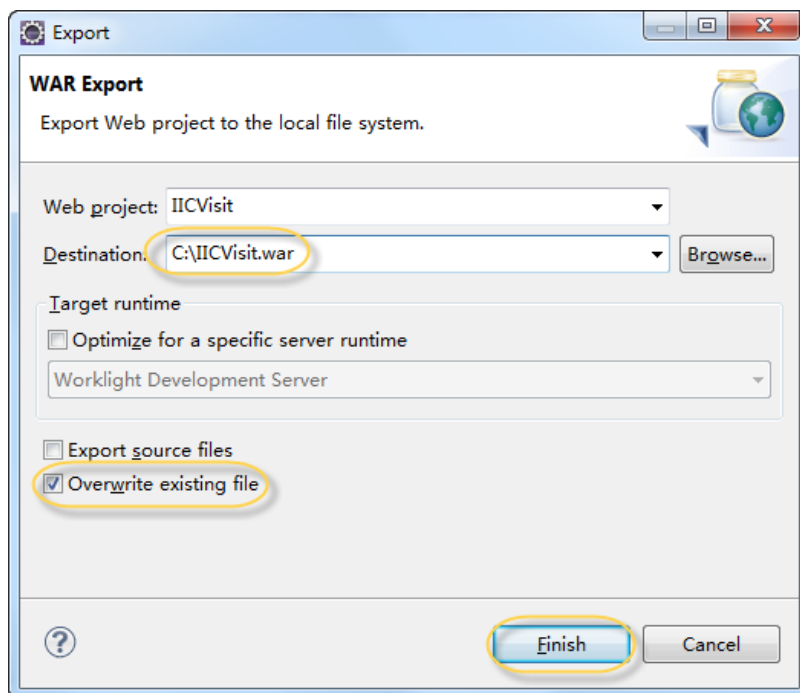 Export
WAR Export
Export Web project to the local file system.
Web project: IICVisit
Destination: C:\IICVisit.war Browse...
Target runtime
Optimize for a specific server runtime
Worklight Development Server
Export source files
Overwrite existing file
? Finish Cancel